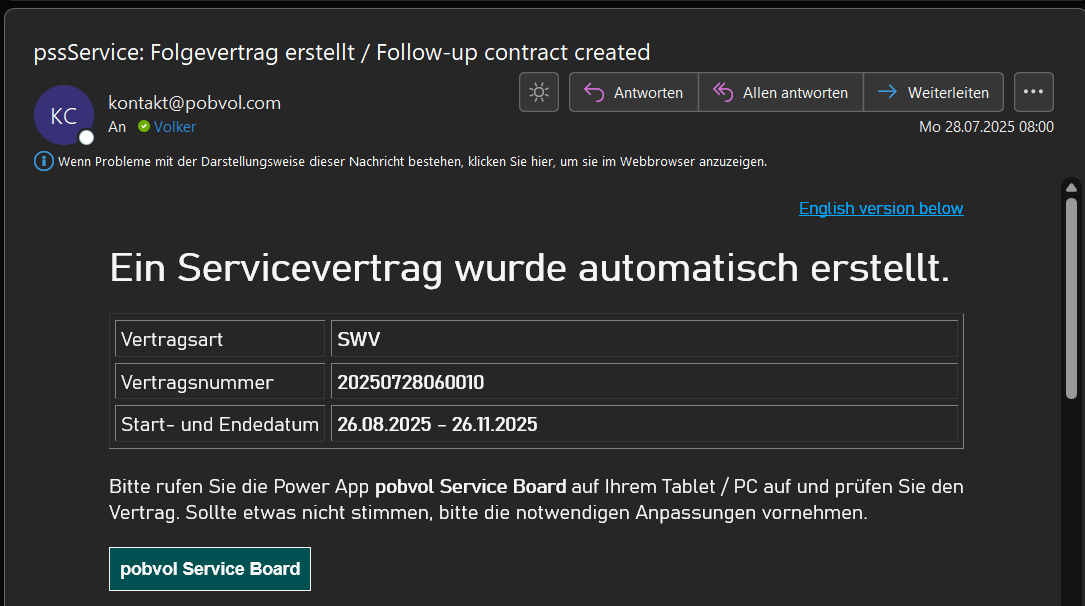 pssService: Folgevertrag erstellt / Follow-up contract created
KC
kontakt@pobvol.com
An Volker
Antworten
Allen antworten
Weiterleiten
Mo 28.07.2025 08:00
Wenn Probleme mit der Darstellungsweise dieser Nachricht bestehen, klicken Sie hier, um sie im Webbrowser anzuzeigen.
English version below
Ein Servicevertrag wurde automatisch erstellt.
Vertragsart SWV
Vertragsnummer 20250728060010
Start- und Endedatum 26.08.2025 – 26.11.2025
Bitte rufen Sie die Power App pobvol Service Board auf Ihrem Tablet / PC auf und prüfen Sie den
Vertrag. Sollte etwas nicht stimmen, bitte die notwendigen Anpassungen vornehmen.
pobvol Service Board